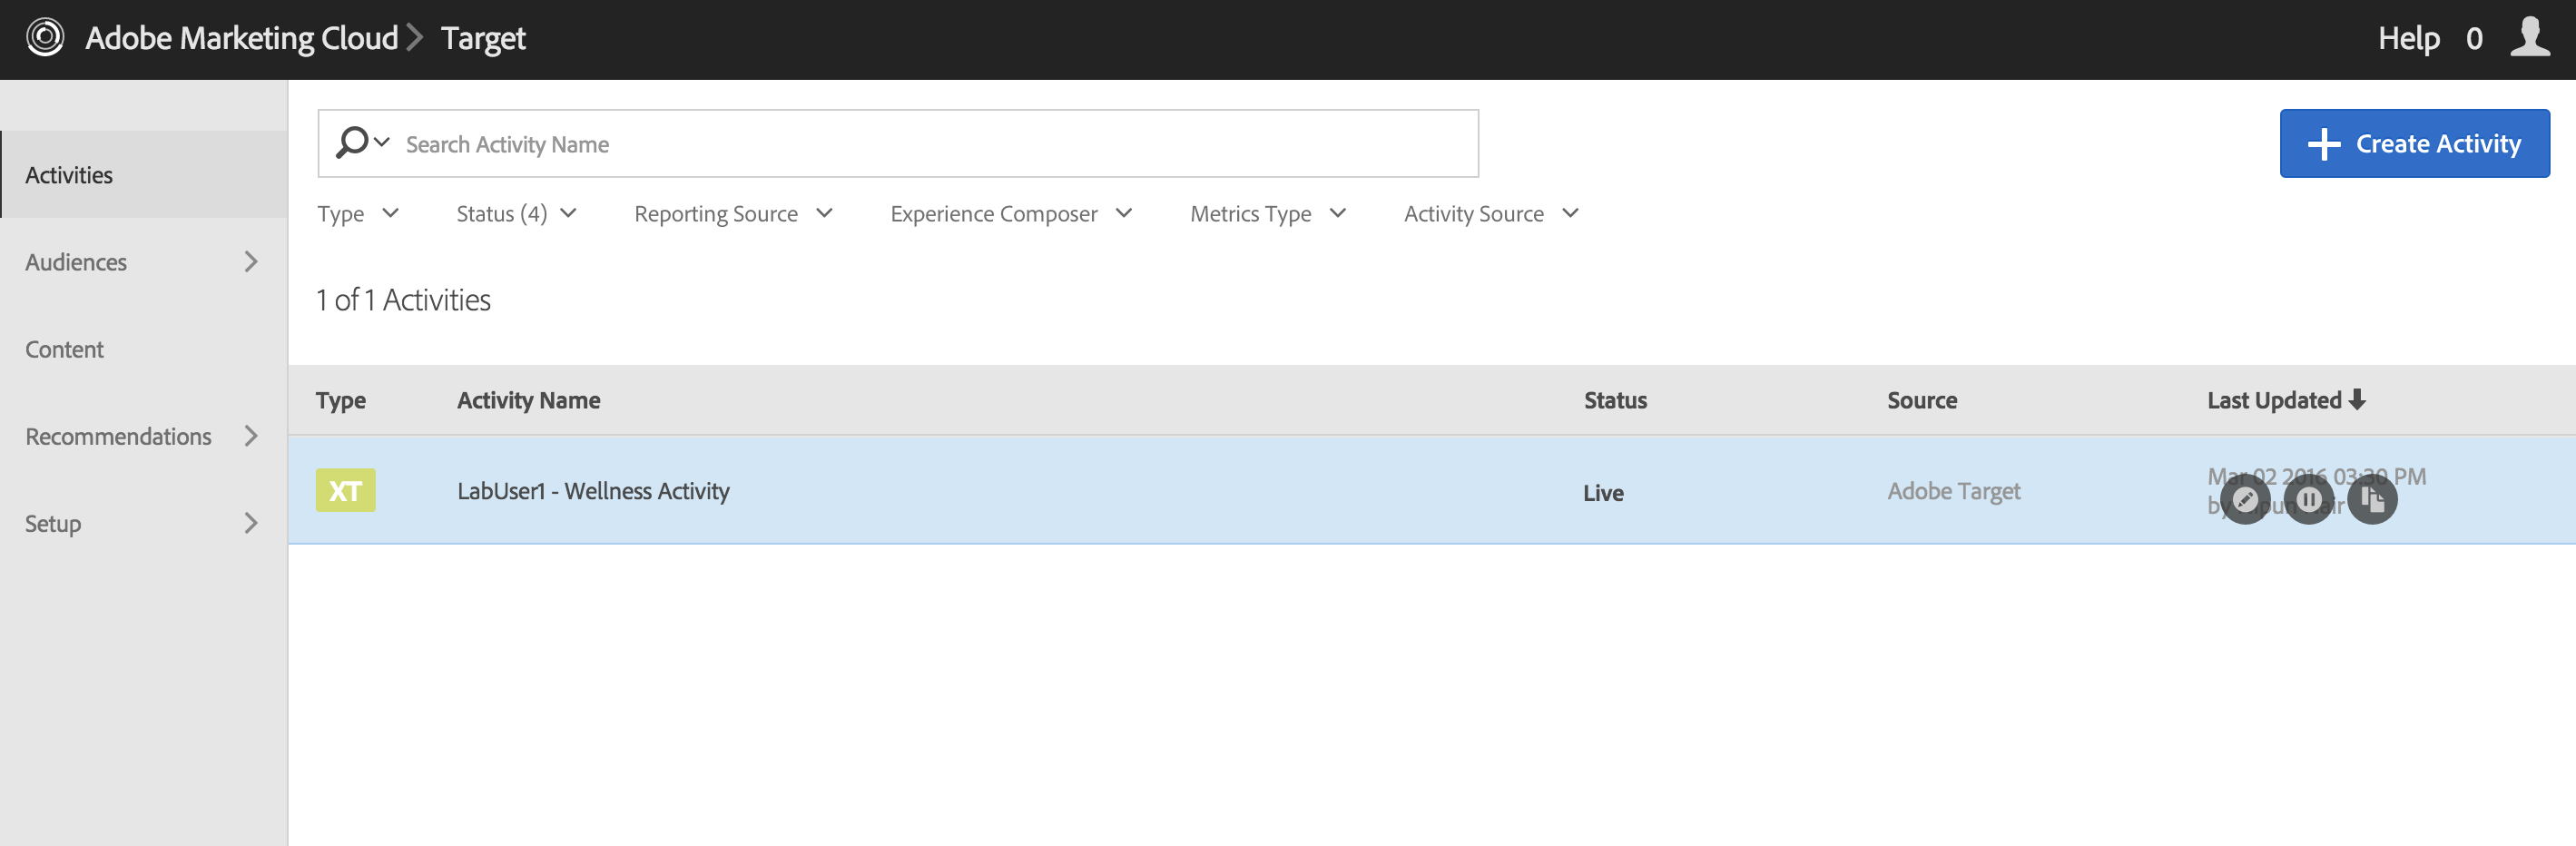 Adobe Marketing Cloud Target Help 0
Search Activity Name
Create Activity
Type Status (4) Reporting Source Experience Composer Metrics Type Activity Source
Activities
Audiences
Content
Recommendations
Setup
1 of 1 Activities
Type Activity Name Status Source Last Updated
XT LabUser1 - Wellness Activity Live Adobe Target
Mar 02 2016 03:30 PM
by